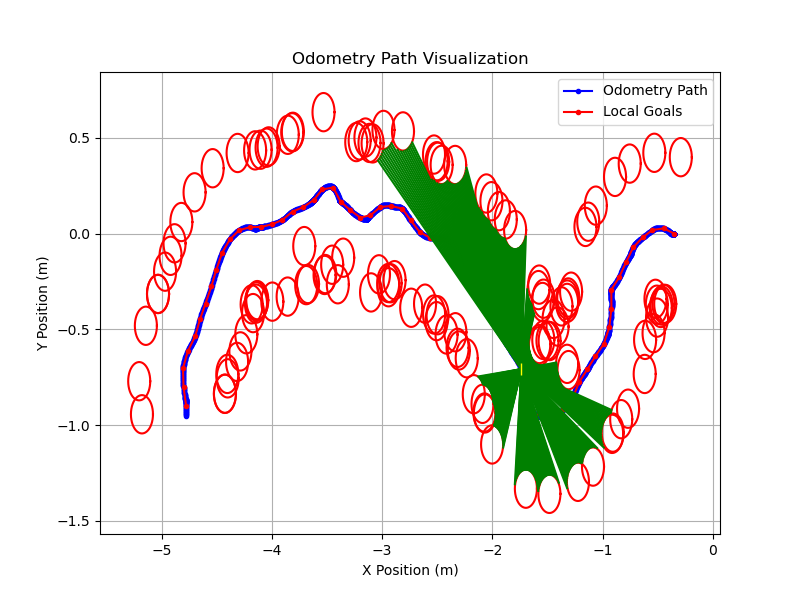 Odometry Path Visualization
Odometry Path
Local Goals
Y Position (m)
0.5
0.0
−0.5
−1.0
−1.5
−5
−4
−3
−2
−1
0
X Position (m)